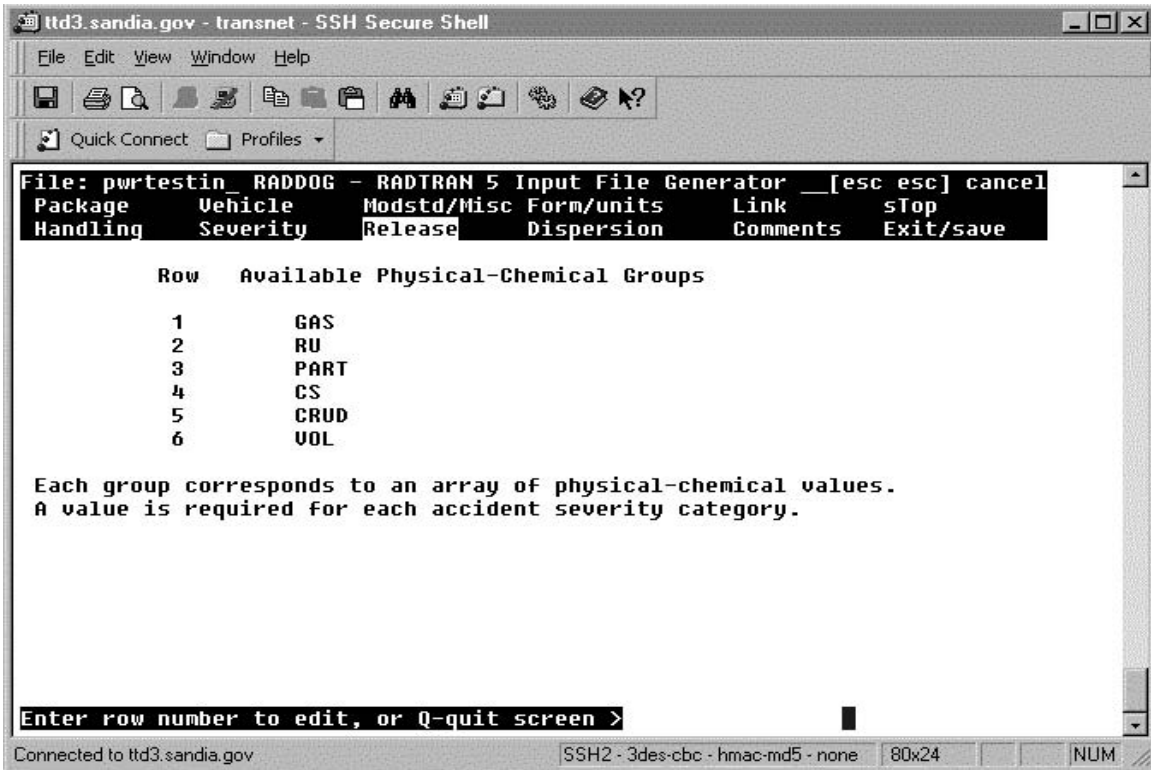 ttd3.sandia.gov - transnet - SSH Secure Shell
File Edit View Window Help
Quick Connect Profiles
File: pwrtestin_ RADDOG - RADTRAN 5 Input File Generator __[esc esc] cancel
Package Vehicle Modstd/Misc Form/units Link sTop
Handling Severity Release Dispersion Comments Exit/save
Row Available Physical-Chemical Groups
1 GAS
2 RU
3 PART
4 CS
5 CRUD
6 VOL
Each group corresponds to an array of physical-chemical values.
A value is required for each accident severity category.
Enter row number to edit, or Q-quit screen >
Connected to ttd3.sandia.gov SSH2 - 3des-cbc - hmac-md5 - none 80x24 NUM